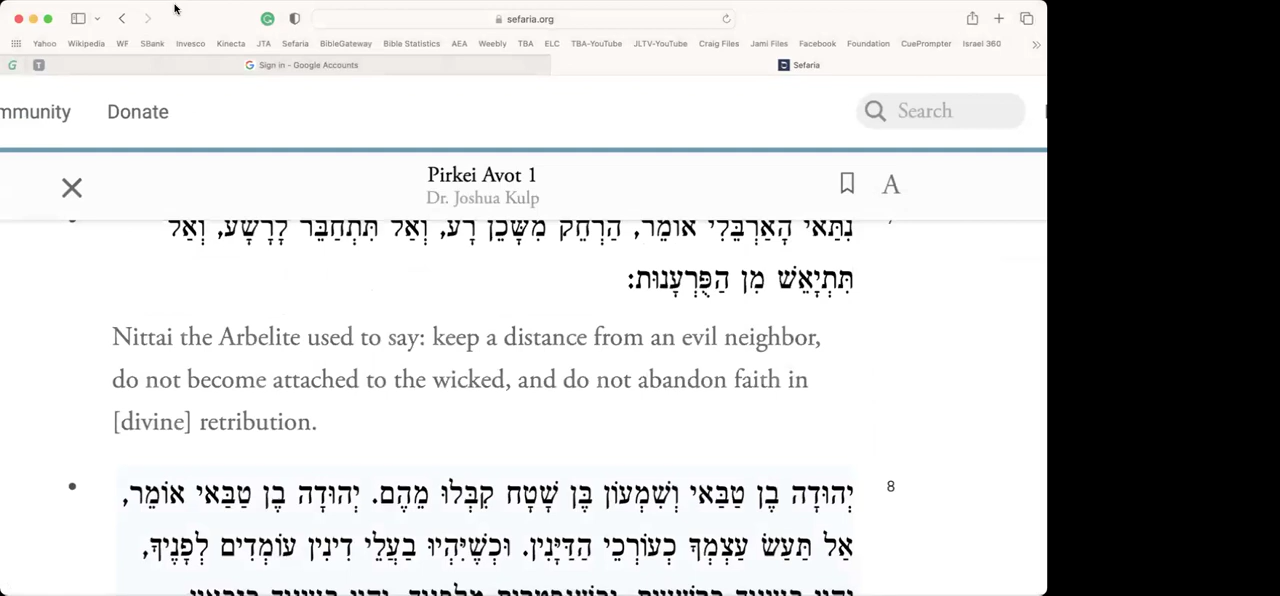 sefaria.org
Yahoo Wikipedia WF SBank Invesco Kinecta JTA Sefaria BibleGateway Bible Statistics AEA Weebly TBA ELC TBA-YouTube JLTV-YouTube Craig Files Jami Files Facebook Foundation CuePrompter Israel 360
Sign in - Google Accounts Sefaria
mmunity Donate Search
Pirkei Avot 1
Dr. Joshua Kulp
נִתַּאי הָאַרְבֵּלִי אוֹמֵר, הַרְחֵק מִשָּׁכֵן רָע, וְאַל תִּתְחַבֵּר לָרָשָׁע, וְאַל
תִּתְיָאֵשׁ מִן הַפֻּרְעָנוּת:
Nittai the Arbelite used to say: keep a distance from an evil neighbor,
do not become attached to the wicked, and do not abandon faith in
[divine] retribution.
8
יְהוּדָה בֶן טַבַּאי וְשִׁמְעוֹן בֶּן שָׁטָח קִבְּלוּ מֵהֶם. יְהוּדָה בֶן טַבַּאי אוֹמֵר,
אַל תַּעַשׂ עַצְמְךָ כְעוֹרְכֵי הַדַּיָּנִין. וּכְשֶׁיִּהְיוּ בַעֲלֵי דִינִין עוֹמְדִים לְפָנֶיךָ,